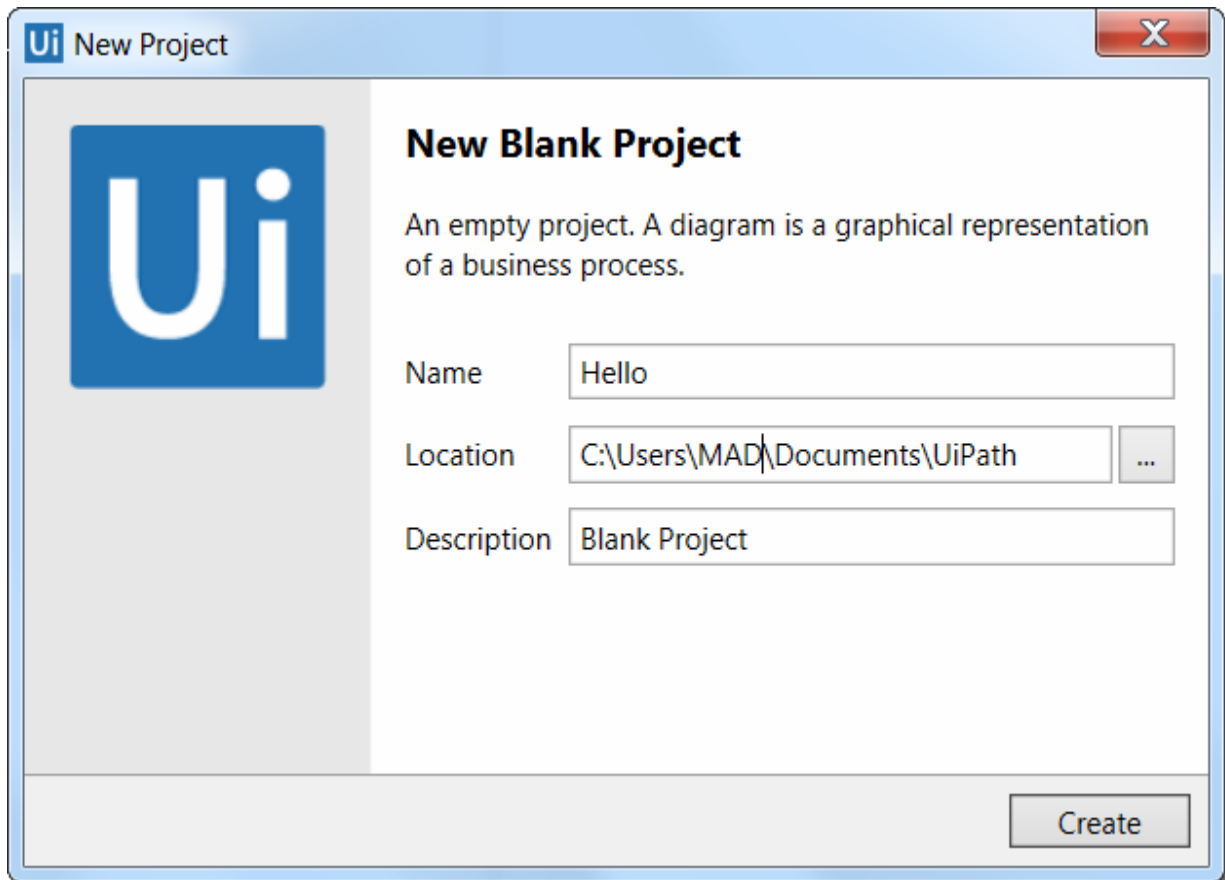 Ui New Project X
Ui
New Blank Project
An empty project. A diagram is a graphical representation
of a business process.
Name Hello
Location C:\Users\MAD\Documents\UiPath ...
Description Blank Project
Create